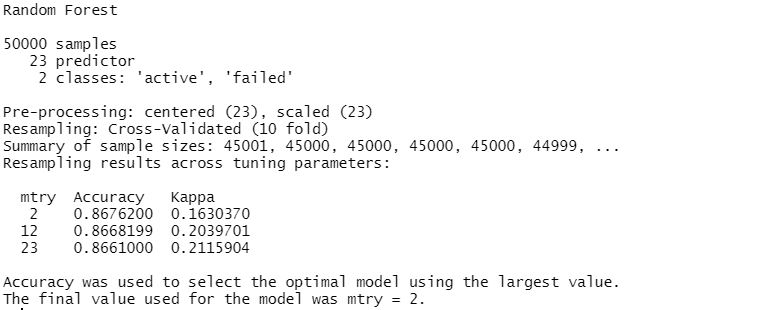 Random Forest
50000 samples
23 predictor
2 classes: 'active', 'failed'
Pre-processing: centered (23), scaled (23)
Resampling: Cross-Validated (10 fold)
Summary of sample sizes: 45001, 45000, 45000, 45000, 45000, 44999, ...
Resampling results across tuning parameters:
mtry Accuracy Kappa
2 0.8676200 0.1630370
12 0.8668199 0.2039701
23 0.8661000 0.2115904
Accuracy was used to select the optimal model using the largest value.
The final value used for the model was mtry = 2.